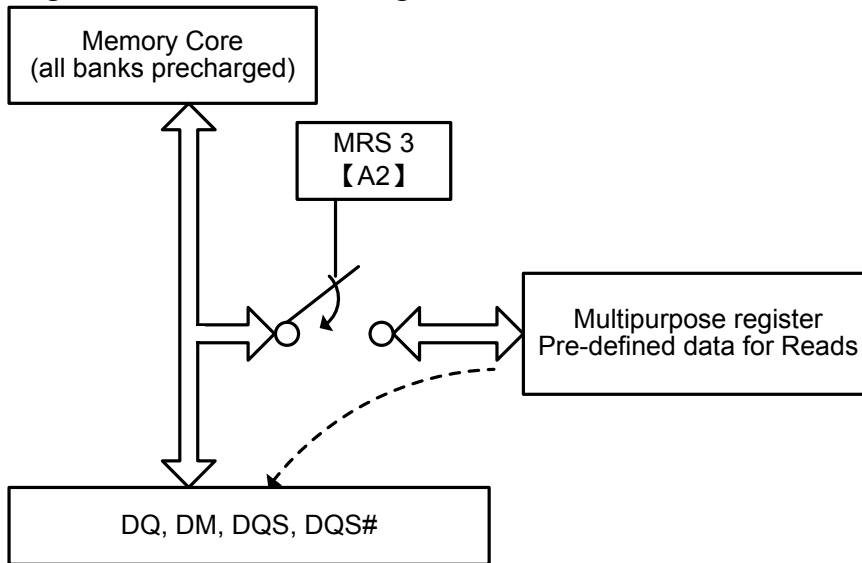 Memory Core
(all banks precharged)
MRS 3
【A2】
Multipurpose register
Pre-defined data for Reads
DQ, DM, DQS, DQS#